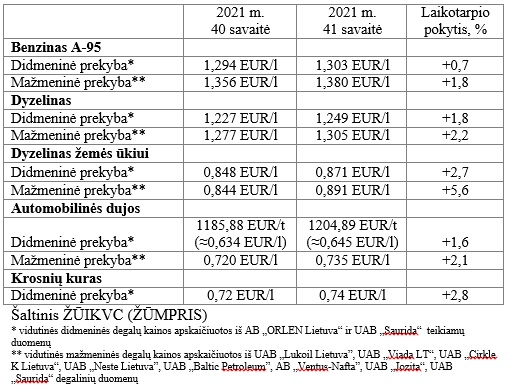 2021 m. 40 savaitė 2021 m. 41 savaitė Laikotarpio pokytis, %
Benzinas A-95
Didmeninė prekyba* 1,294 EUR/l 1,303 EUR/l +0,7
Mažmeninė prekyba** 1,356 EUR/l 1,380 EUR/l +1,8
Dyzelinas
Didmeninė prekyba* 1,227 EUR/l 1,249 EUR/l +1,8
Mažmeninė prekyba** 1,277 EUR/l 1,305 EUR/l +2,2
Dyzelinas žemės ūkiui
Didmeninė prekyba* 0,848 EUR/l 0,871 EUR/l +2,7
Mažmeninė prekyba** 0,844 EUR/l 0,891 EUR/l +5,6
Automobilinės dujos
Didmeninė prekyba* 1185,88 EUR/t (≈0,634 EUR/l) 1204,89 EUR/t (≈0,645 EUR/l) +1,6
Mažmeninė prekyba** 0,720 EUR/l 0,735 EUR/l +2,1
Krosnių kuras
Didmeninė prekyba* 0,72 EUR/l 0,74 EUR/l +2,8
Šaltinis ŽŪIKVC (ŽŪMPRIS)
* vidutinės didmeninės degalų kainos apskaičiuotos iš AB „ORLEN Lietuva“ ir UAB „Saurida“ teikiamų
duomenų
** vidutinės mažmeninės degalų kainos apskaičiuotos iš UAB „Lukoil Lietuva“, UAB „Viada LT“, UAB „Cirkle
K Lietuva“, UAB „Neste Lietuva”, UAB „Baltic Petroleum”, AB „Ventus-Nafta”, UAB „Jozita“, UAB
„Saurida” degalinių duomenų